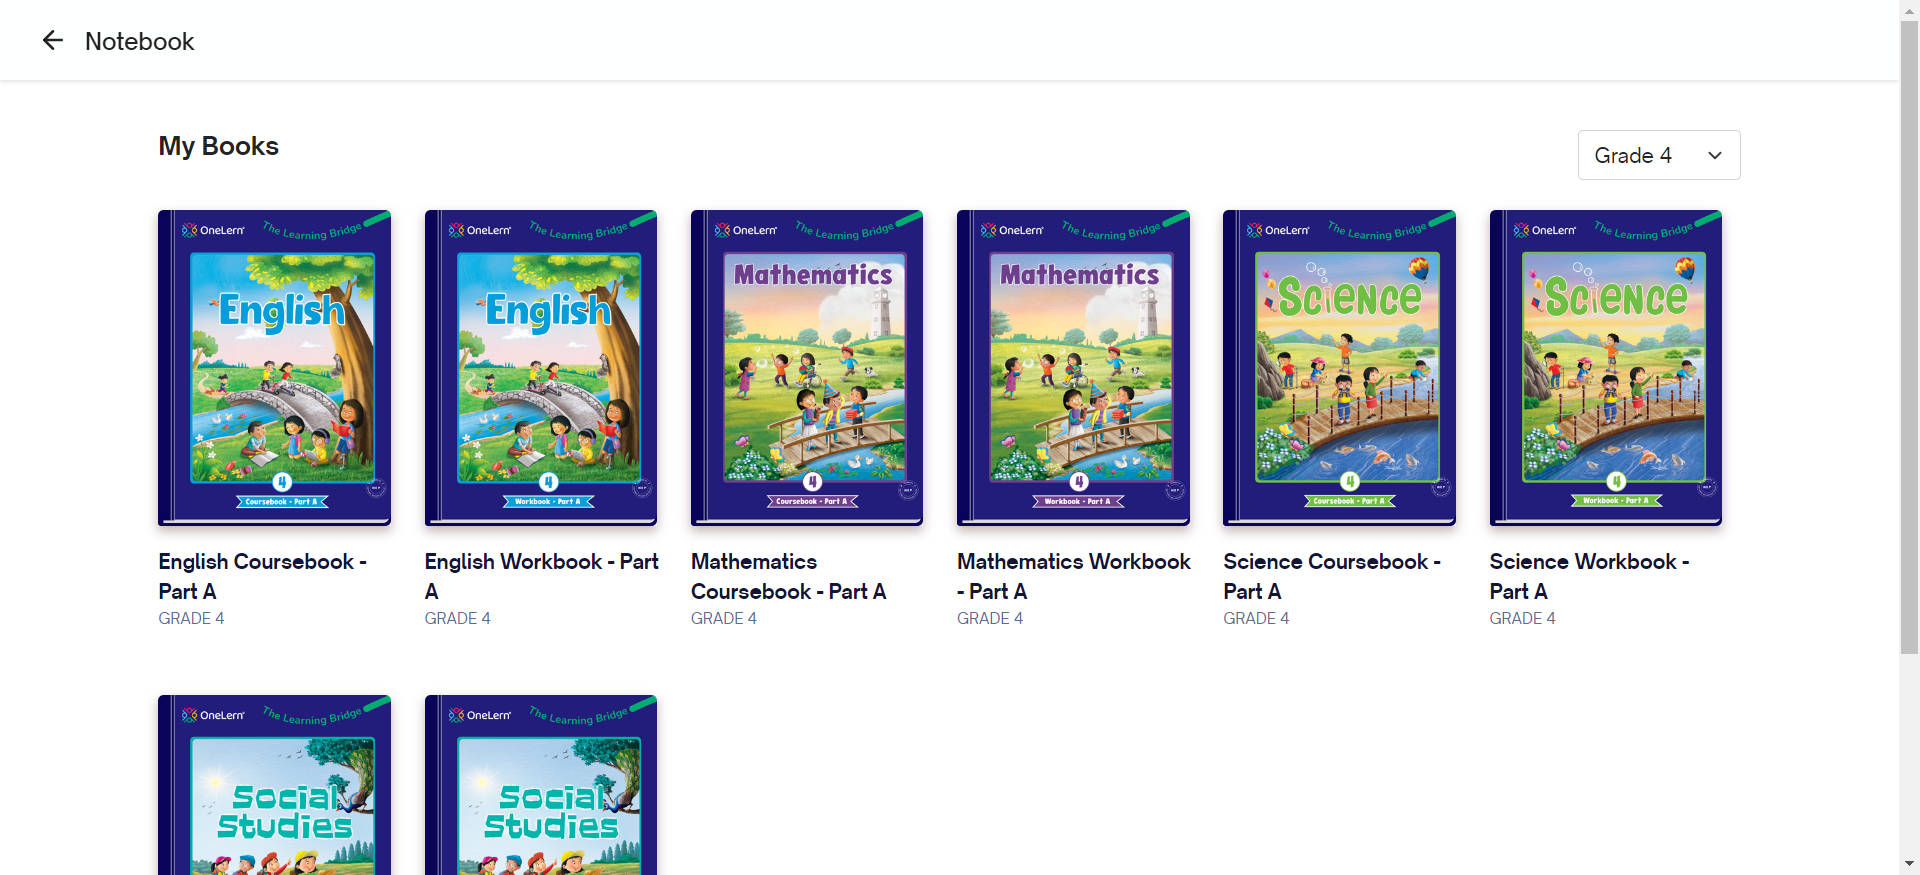 Notebook
My Books
Grade 4
OneLern
The Learning Bridge
English
4
Coursebook - Part A
OneLern
The Learning Bridge
English
4
Workbook - Part A
OneLern
The Learning Bridge
Mathematics
4
Coursebook - Part A
OneLern
The Learning Bridge
Mathematics
4
Workbook - Part A
OneLern
The Learning Bridge
Science
4
Coursebook - Part A
OneLern
The Learning Bridge
Science
4
Workbook - Part A
English Coursebook -
Part A
GRADE 4
English Workbook - Part
A
GRADE 4
Mathematics
Coursebook - Part A
GRADE 4
Mathematics Workbook
- Part A
GRADE 4
Science Coursebook -
Part A
GRADE 4
Science Workbook -
Part A
GRADE 4
OneLern
The Learning Bridge
Social
Studies
OneLern
The Learning Bridge
Social
Studies